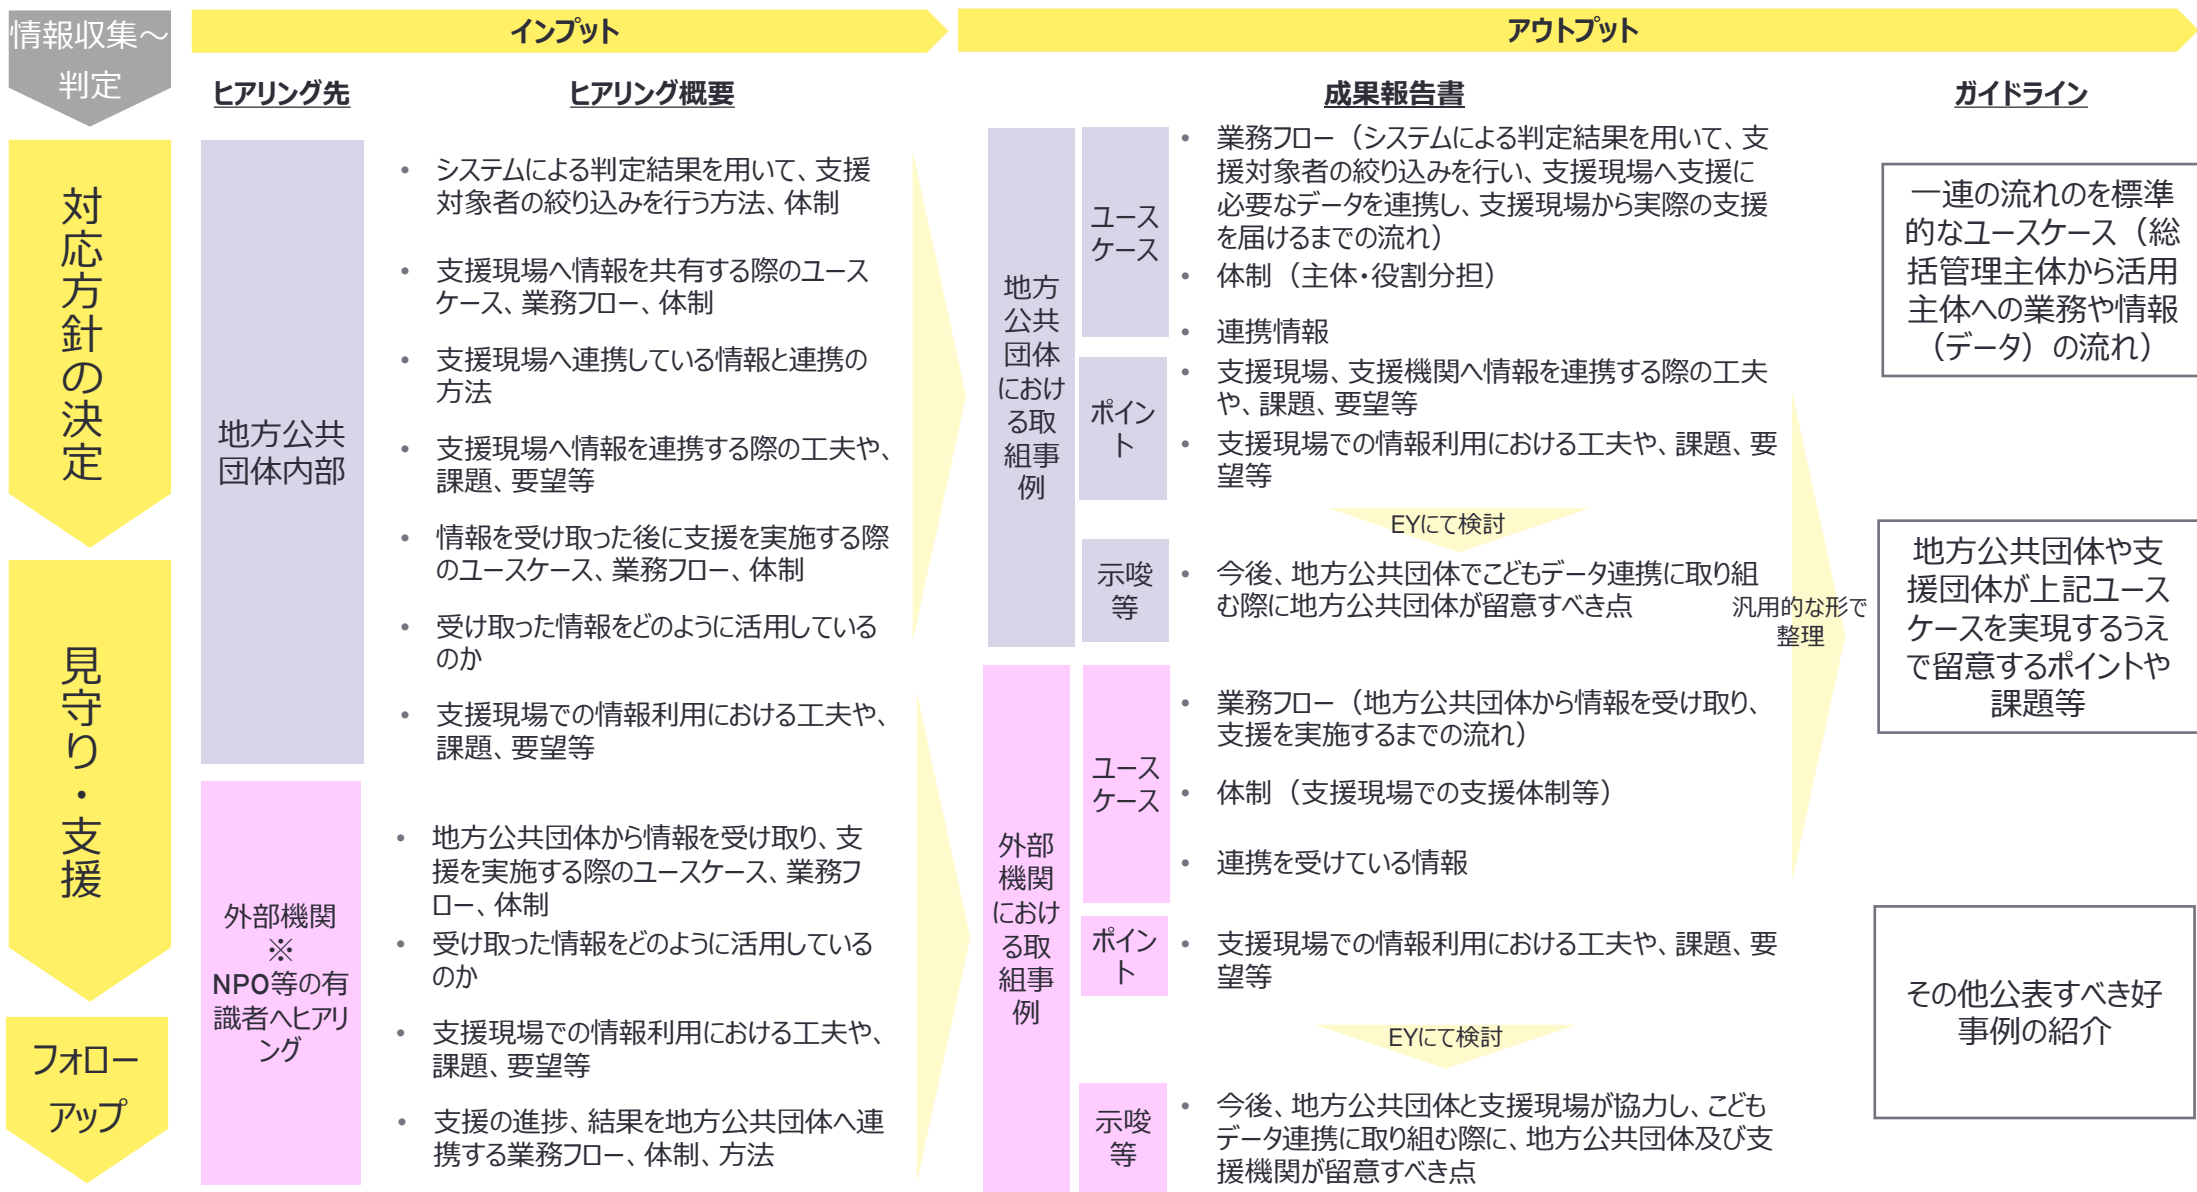 情報収集～
判定
インプット
アウトプット
ヒアリング先
ヒアリング概要
成果報告書
ガイドライン
対応方針の決定
見守り・支援
フォロー
アップ
地方公共
団体内部
• システムによる判定結果を用いて、支援
対象者の絞り込みを行う方法、体制
• 支援現場へ情報を共有する際のユース
ケース、業務フロー、体制
• 支援現場へ連携している情報と連携の
方法
• 支援現場へ情報を連携する際の工夫や、
課題、要望等
• 情報を受け取った後に支援を実施する際
のユースケース、業務フロー、体制
• 受け取った情報をどのように活用している
のか
• 支援現場での情報利用における工夫や、
課題、要望等
外部機関
※
NPO等の有
識者へヒアリ
ング
• 地方公共団体から情報を受け取り、支
援を実施する際のユースケース、業務フ
ロー、体制
• 受け取った情報をどのように活用している
のか
• 支援現場での情報利用における工夫や、
課題、要望等
• 支援の進捗、結果を地方公共団体へ連
携する業務フロー、体制、方法
地方
公共
団体
におけ
る取
組事
例
ユース
ケース
• 業務フロー（システムによる判定結果を用いて、支
援対象者の絞り込みを行い、支援現場へ支援に
必要なデータを連携し、支援現場から実際の支援
を届けるまでの流れ）
• 体制（主体・役割分担）
• 連携情報
ポイン
ト
• 支援現場、支援機関へ情報を連携する際の工夫
や、課題、要望等
• 支援現場での情報利用における工夫や、課題、要
望等
EYにて検討
示唆
等
• 今後、地方公共団体でこどもデータ連携に取り組
む際に地方公共団体が留意すべき点
外部
機関
におけ
る取
組事
例
ユース
ケース
• 業務フロー（地方公共団体から情報を受け取り、
支援を実施するまでの流れ）
• 体制（支援現場での支援体制等）
• 連携を受けている情報
ポイン
ト
• 支援現場での情報利用における工夫や、課題、要
望等
EYにて検討
示唆
等
• 今後、地方公共団体と支援現場が協力し、こども
データ連携に取り組む際に、地方公共団体及び支
援機関が留意すべき点
汎用的な形で
整理
一連の流れのを標準
的なユースケース（総
括管理主体から活用
主体への業務や情報
（データ）の流れ）
地方公共団体や支
援団体が上記ユース
ケースを実現するうえ
で留意するポイントや
課題等
その他公表すべき好
事例の紹介